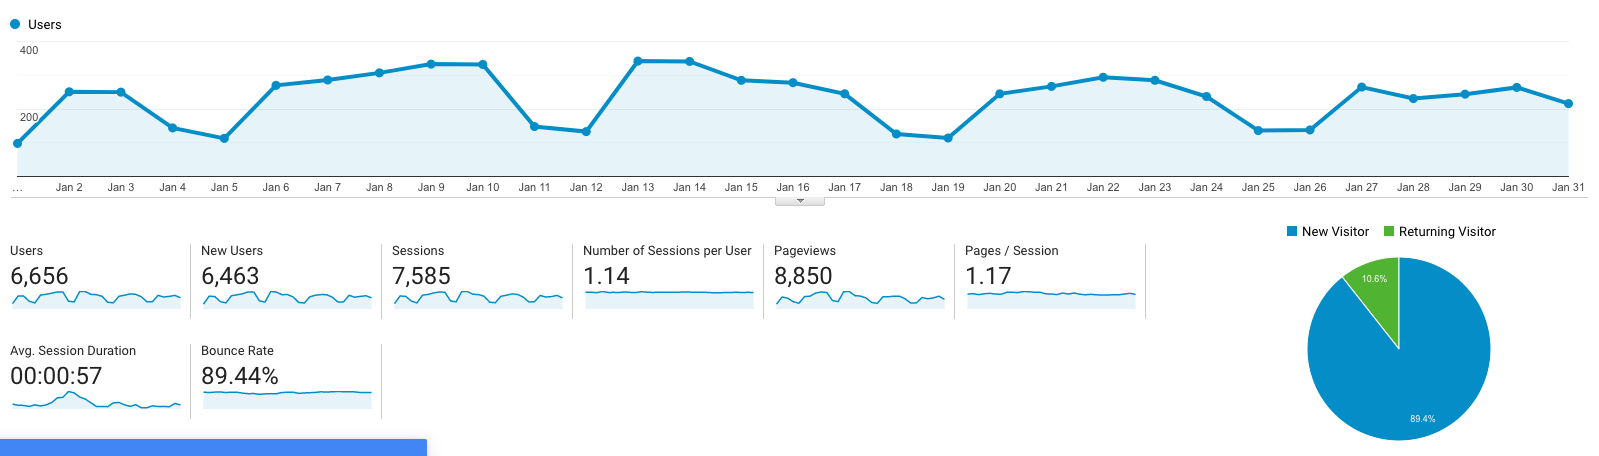 Users
400
200
... Jan 2 Jan 3 Jan 4 Jan 5 Jan 6 Jan 7 Jan 8 Jan 9 Jan 10 Jan 11 Jan 12 Jan 13 Jan 14 Jan 15 Jan 16 Jan 17 Jan 18 Jan 19 Jan 20 Jan 21 Jan 22 Jan 23 Jan 24 Jan 25 Jan 26 Jan 27 Jan 28 Jan 29 Jan 30 Jan 31
Users
6,656
New Users
6,463
Sessions
7,585
Number of Sessions per User
1.14
Pageviews
8,850
Pages / Session
1.17
Avg. Session Duration
00:00:57
Bounce Rate
89.44%
New Visitor Returning Visitor
10.6%
89.4%